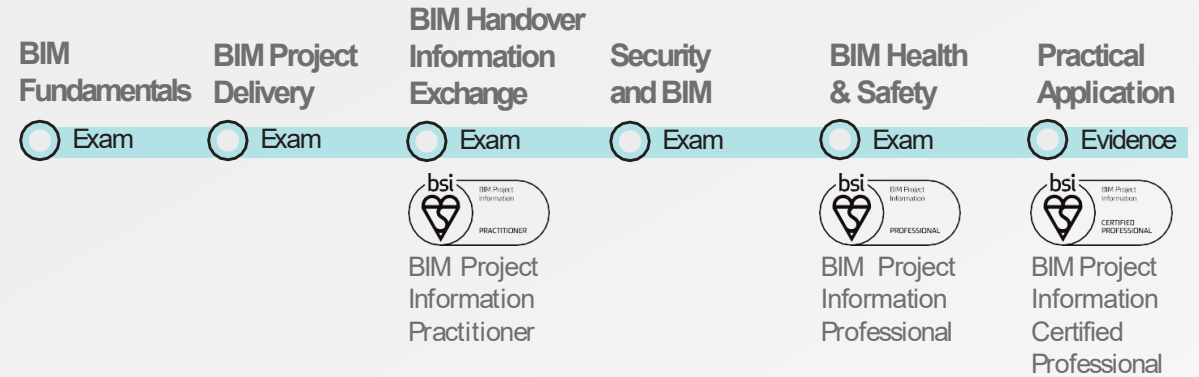 BIM
Fundamentals
Exam
BIM Project
Delivery
Exam
BIM Handover
Information
Exchange
Exam
Security
and BIM
Exam
BIM Health
& Safety
Exam
Practical
Application
Evidence
bsi
BIM Project
Information
PRACTITIONER
BIM Project
Information
Practitioner
bsi
BIM Project
Information
PROFESSIONAL
BIM Project
Information
Professional
bsi
BIM Project
Information
CERTIFIED
PROFESSIONAL
BIM Project
Information
Certified
Professional